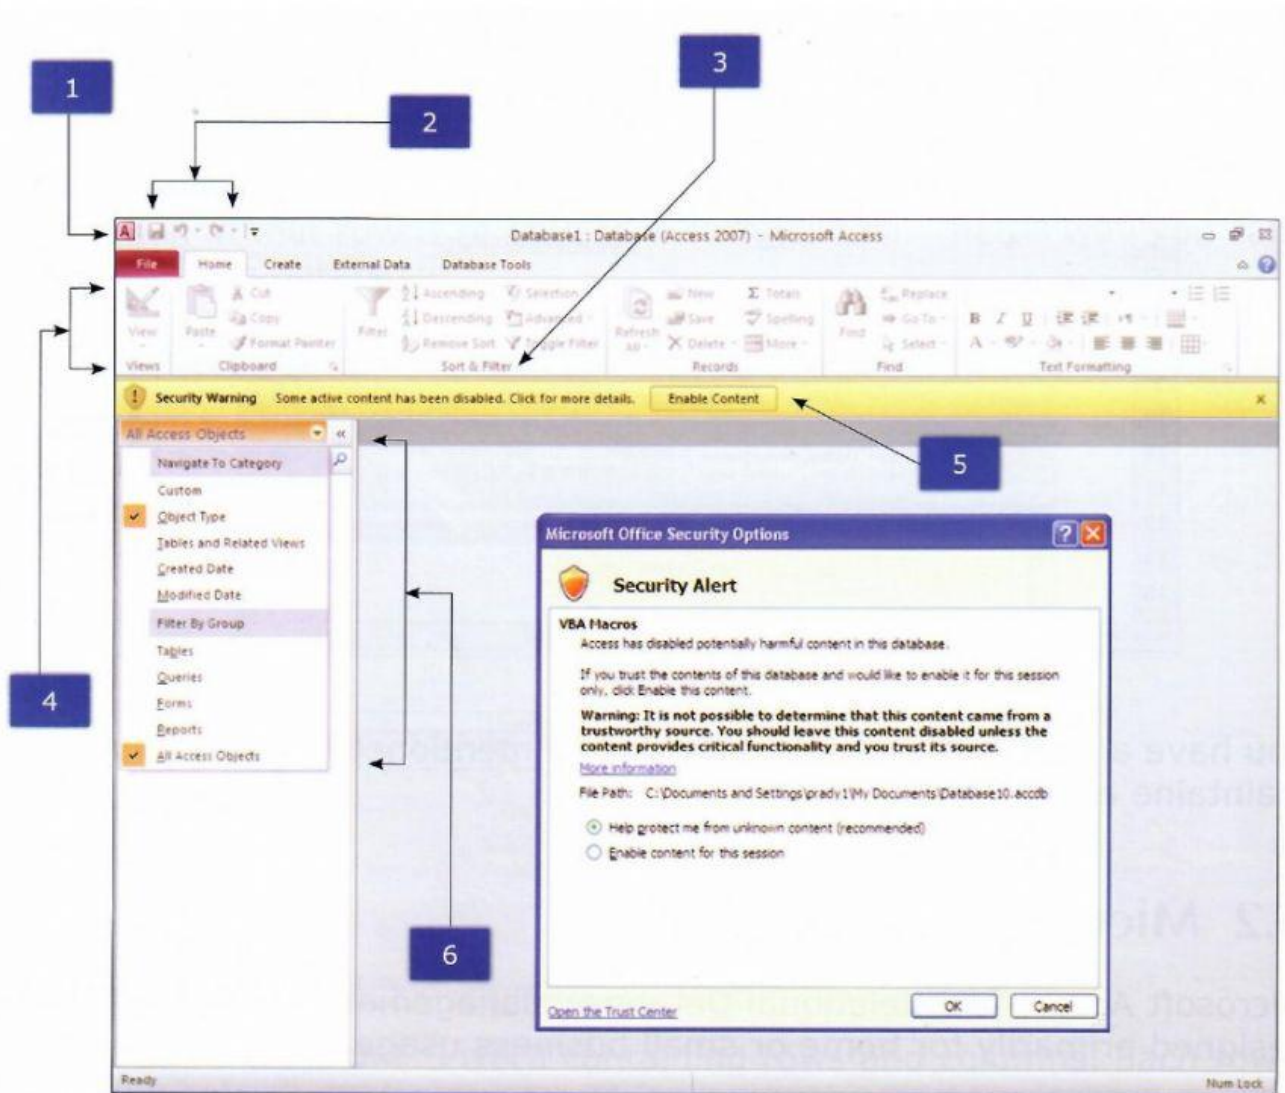 3
1
2
Database1 : Database (Access 2007) - Microsoft Access
File Home Create External Data Database Tools
View Paste Cut Copy Format Painter Filter Ascending Descending Remove Sort Selection Advanced Toggle Filter Refresh All New Save Delete Totals Spelling More Find Replace Go To Select B I U A
Views Clipboard Sort & Filter Records Find Text Formatting
Security Warning Some active content has been disabled. Click for more details. Enable Content
All Access Objects
Navigate To Category
Custom
Object Type
Tables and Related Views
Created Date
Modified Date
Filter By Group
Tables
Queries
Forms
Reports
All Access Objects
5
4
6
Microsoft Office Security Options
Security Alert
VBA Macros
Access has disabled potentially harmful content in this database.
If you trust the contents of this database and would like to enable it for this session
only, click Enable this content.
Warning: It is not possible to determine that this content came from a
trustworthy source. You should leave this content disabled unless the
content provides critical functionality and you trust its source.
More information
File Path: C:\Documents and Settings\prady1\My Documents\Database10.accdb
Help protect me from unknown content (recommended)
Enable content for this session
Open the Trust Center OK Cancel
Ready Num Lock